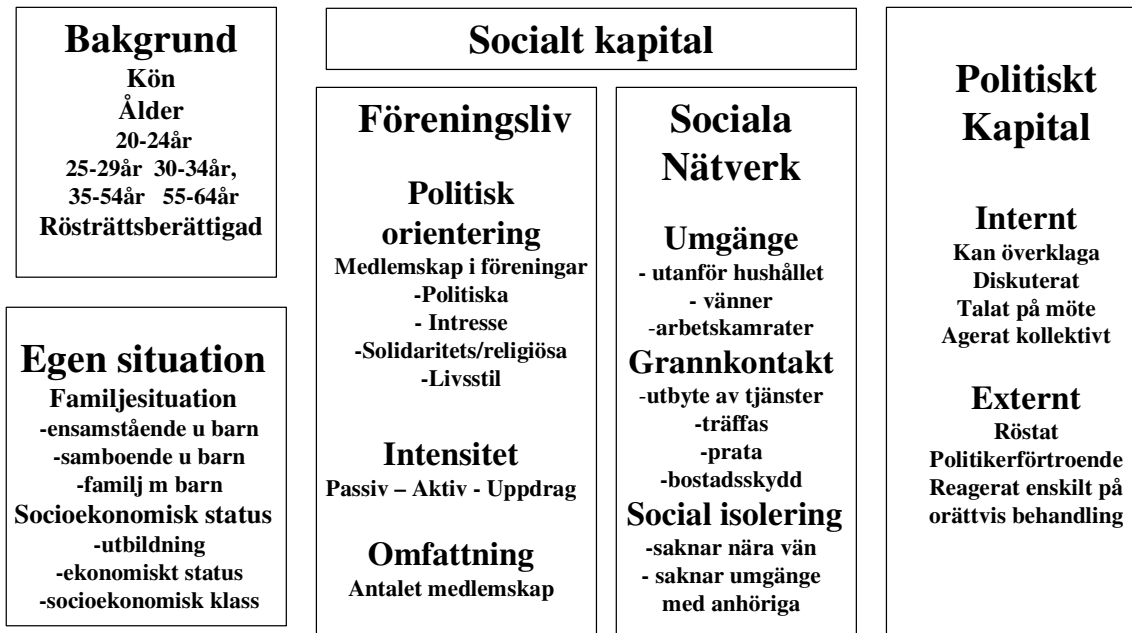 Bakgrund
Kön
Ålder
20-24år
25-29år 30-34år,
35-54år 55-64år
Rösträttsberättigad
Egen situation
Familjesituation
-ensamstående u barn
-samboende u barn
-familj m barn
Socioekonomisk status
-utbildning
-ekonomiskt status
-socioekonomisk klass
Socialt kapital
Föreningsliv
Politisk
orientering
Medlemskap i föreningar
-Politiska
- Intresse
-Solidaritets/religiösa
-Livsstil
Intensitet
Passiv – Aktiv - Uppdrag
Omfattning
Antalet medlemskap
Sociala
Nätverk
Umgänge
- utanför hushållet
- vänner
-arbetskamrater
Grannkontakt
-utbyte av tjänster
-träffas
-prata
-bostadsskydd
Social isolering
-saknar nära vän
- saknar umgänge
med anhöriga
Politiskt
Kapital
Internt
Kan överklaga
Diskuterat
Talat på möte
Agerat kollektivt
Externt
Röstat
Politikerförtroende
Reagerat enskilt på
orättvis behandling